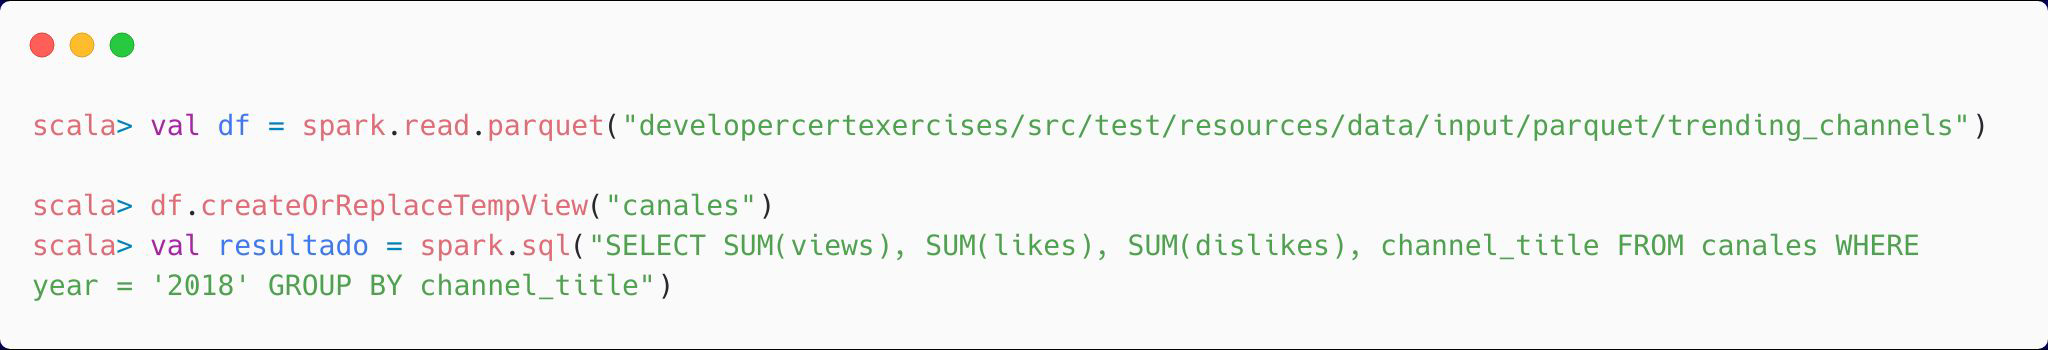 scala> val df = spark.read.parquet("developercertexercises/src/test/resources/data/input/parquet/trending_channels")
scala> df.createOrReplaceTempView("canales")
scala> val resultado = spark.sql("SELECT SUM(views), SUM(likes), SUM(dislikes), channel_title FROM canales WHERE
year = '2018' GROUP BY channel_title")